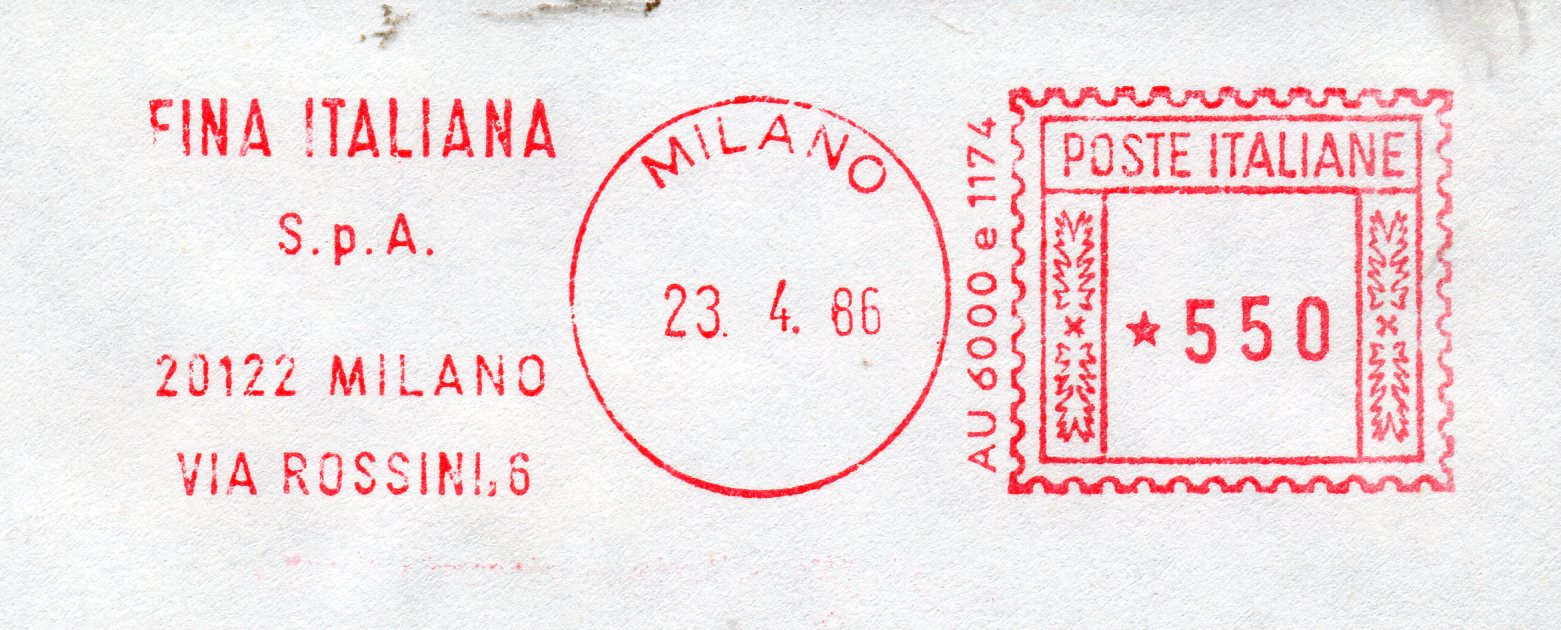 FINA ITALIANA
S.p.A.
20122 MILANO
VIA ROSSINI, 6
MILANO
23. 4. 86
AU 6000 e 1174
POSTE ITALIANE
★550